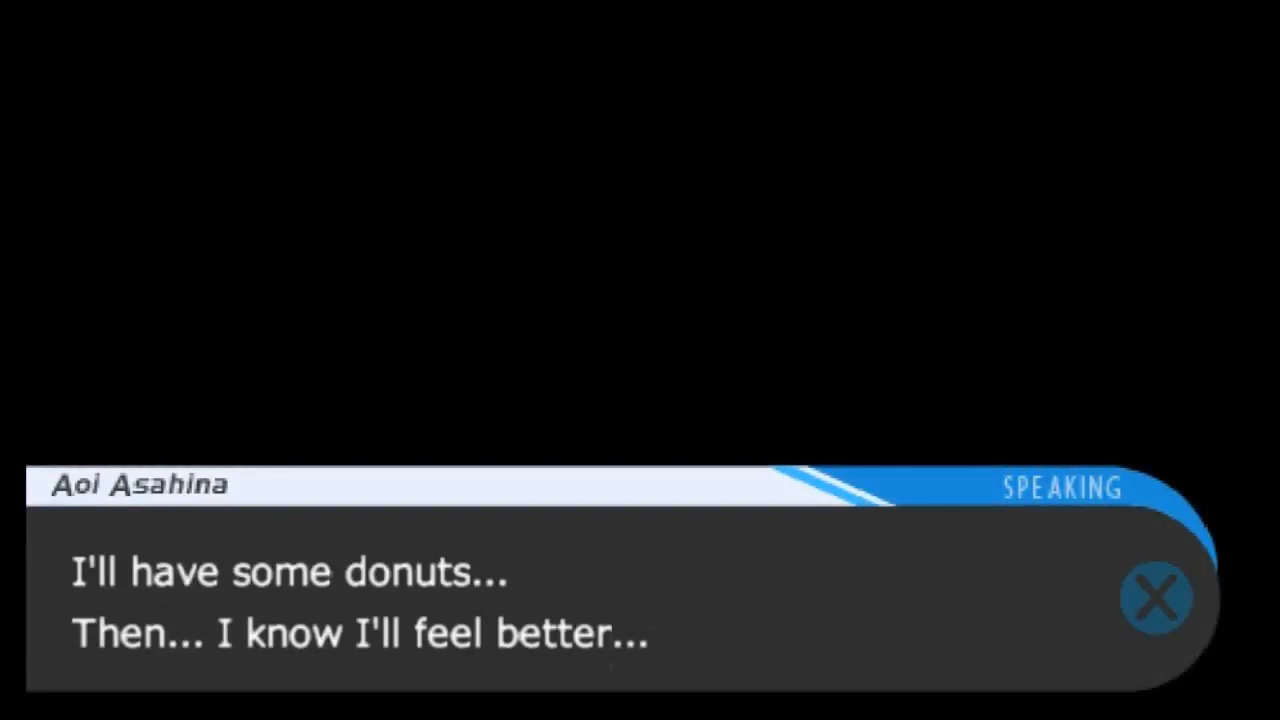 Aoi Asahina
SPEAKING
I'll have some donuts...
Then... I know I'll feel better...